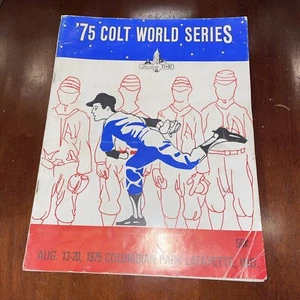 '75 COLT WORLD SERIES
AUG. 13-20, 1975 COLUMBIAN PARK LAFAYETTE, IND.